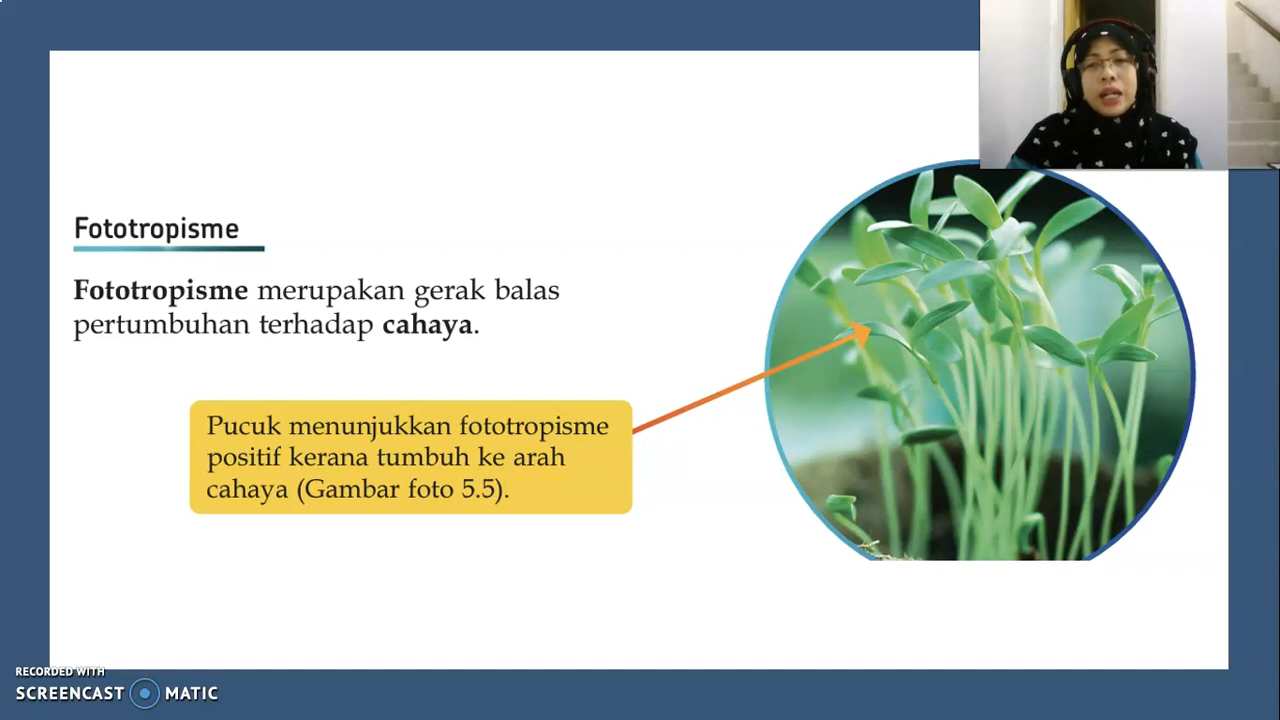 Fototropisme
Fototropisme merupakan gerak balas
pertumbuhan terhadap cahaya.
Pucuk menunjukkan fototropisme
positif kerana tumbuh ke arah
cahaya (Gambar foto 5.5).
RECORDED WITH
SCREENCAST MATIC